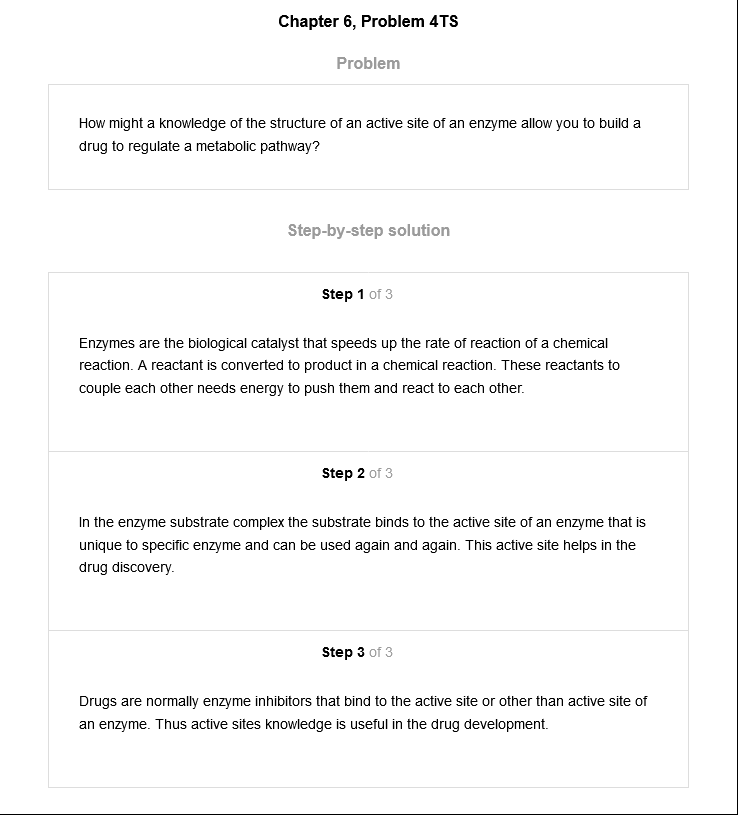 Chapter 6, Problem 4TS
Problem
How might a knowledge of the structure of an active site of an enzyme allow you to build a
drug to regulate a metabolic pathway?
Step-by-step solution
Step 1 of 3
Enzymes are the biological catalyst that speeds up the rate of reaction of a chemical
reaction. A reactant is converted to product in a chemical reaction. These reactants to
couple each other needs energy to push them and react to each other.
Step 2 of 3
In the enzyme substrate complex the substrate binds to the active site of an enzyme that is
unique to specific enzyme and can be used again and again. This active site helps in the
drug discovery.
Step 3 of 3
Drugs are normally enzyme inhibitors that bind to the active site or other than active site of
an enzyme. Thus active sites knowledge is useful in the drug development.